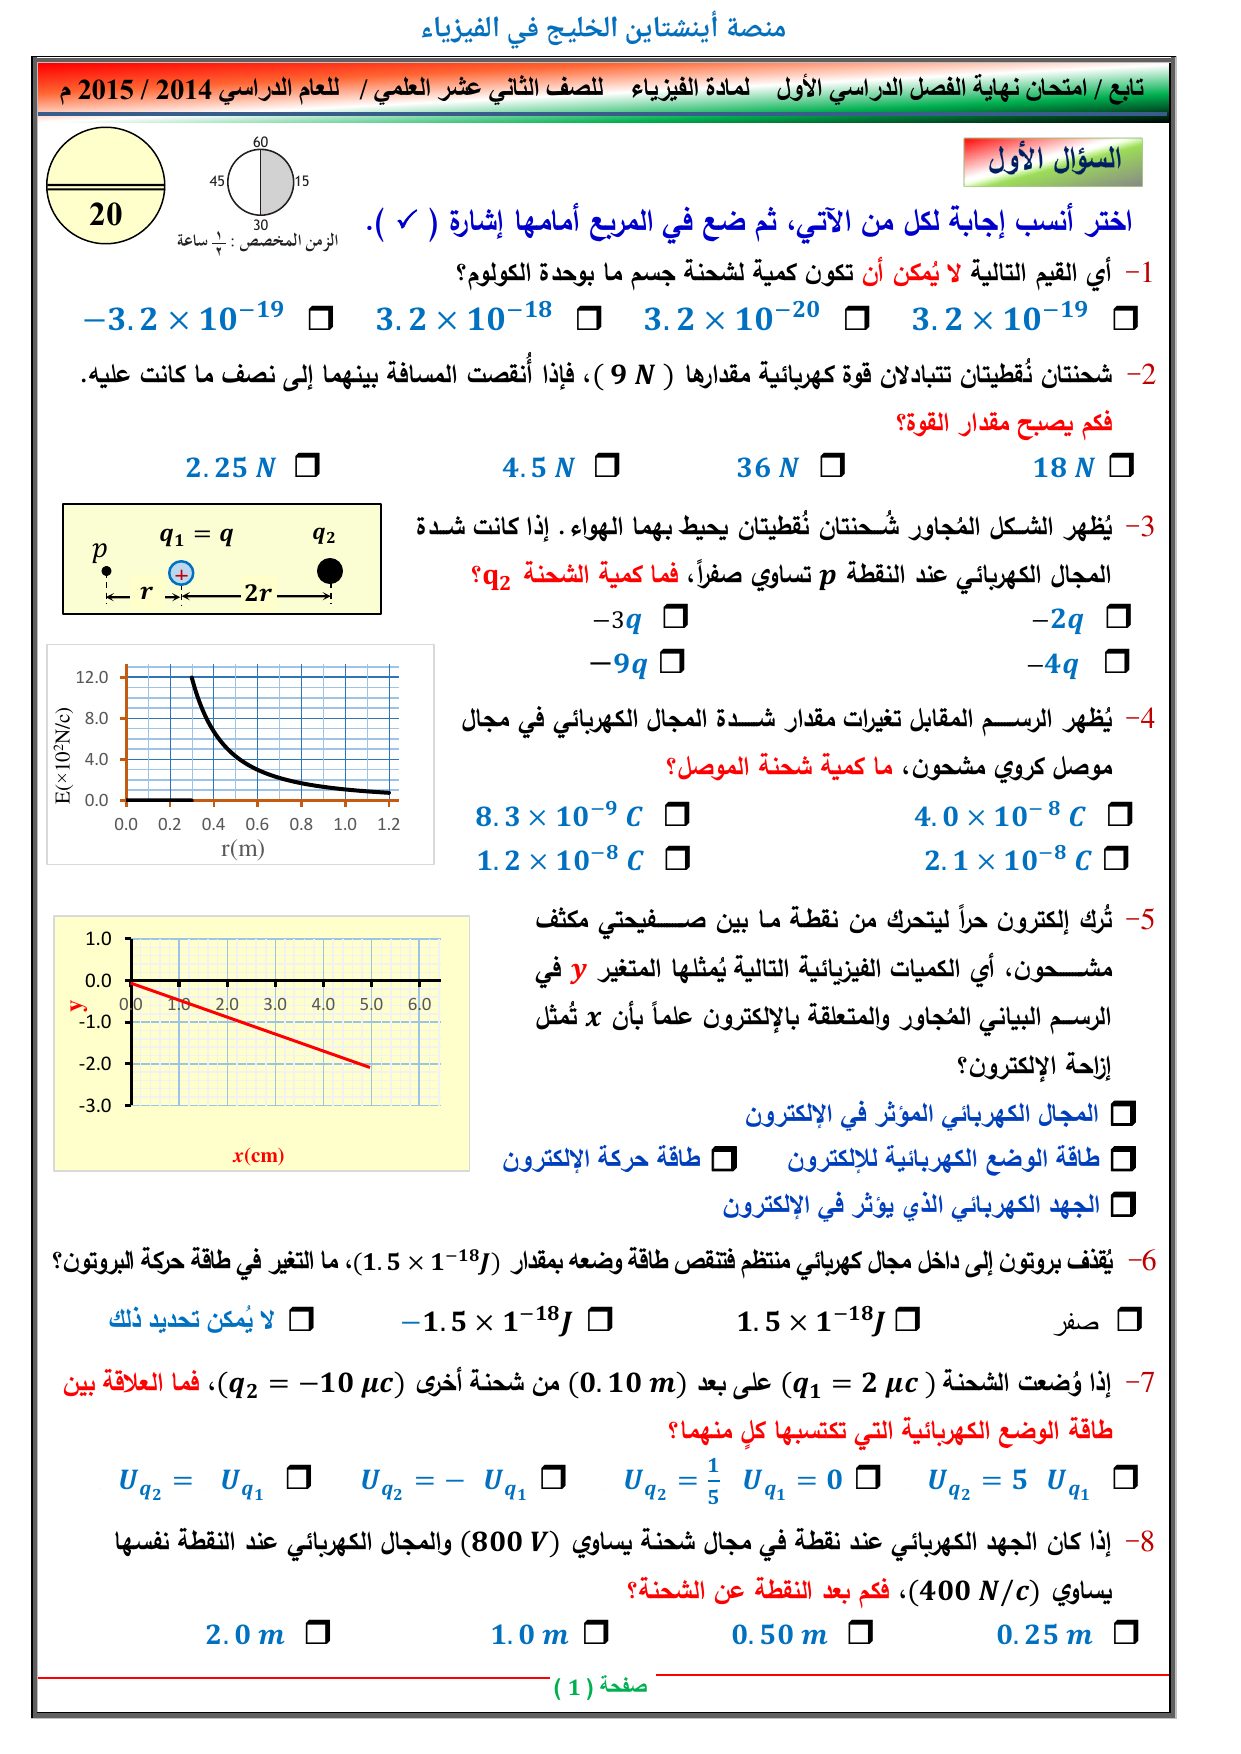 منصة أينشتاين الخليج في الفيزياء
تابع / امتحان نهاية الفصل الدراسي الأول لمادة الفيزياء للصف الثاني عشر العلمي / للعام الدراسي 2014 / 2015 م
السؤال الأول
20
60
45
15
30
الزمن المخصص : ١/٢ ساعة
اختر أنسب إجابة لكل من الآتي، ثم ضع في المربع أمامها إشارة ( ✓ ).
1- أي القيم التالية لا يُمكن أن تكون كمية لشحنة جسم ما بوحدة الكولوم؟
❒ 3.2 × 10⁻¹⁹ ❒ 3.2 × 10⁻²⁰ ❒ 3.2 × 10⁻¹⁸ ❒ −3.2 × 10⁻¹⁹
2- شحنتان نُقطيتان تتبادلان قوة كهربائية مقدارها ( 9 N )، فإذا أُنقصت المسافة بينهما إلى نصف ما كانت عليه.
فكم يصبح مقدار القوة؟
❒ 18 N ❒ 36 N ❒ 4.5 N ❒ 2.25 N
3- يُظهر الشكل المُجاور شُحنتان نُقطيتان يحيط بهما الهواء. إذا كانت شدة
المجال الكهربائي عند النقطة p تساوي صفراً، فما كمية الشحنة q₂؟
❒ −2q ❒ −3q
❒ −4q ❒ −9q
p q₁ = q q₂
+
r 2r
4- يُظهر الرسم المقابل تغيرات مقدار شدة المجال الكهربائي في مجال
موصل كروي مشحون، ما كمية شحنة الموصل؟
❒ 4.0 × 10⁻⁸ C ❒ 8.3 × 10⁻⁹ C
❒ 2.1 × 10⁻⁸ C ❒ 1.2 × 10⁻⁸ C
E(×10²N/c)
12.0
8.0
4.0
0.0
0.0 0.2 0.4 0.6 0.8 1.0 1.2
r(m)
5- تُرك إلكترون حراً ليتحرك من نقطة ما بين صفيحتي مكثف
مشحون، أي الكميات الفيزيائية التالية يُمثلها المتغير y في
الرسم البياني المُجاور والمتعلقة بالإلكترون علماً بأن x تُمثل
إزاحة الإلكترون؟
❒ المجال الكهربائي المؤثر في الإلكترون
❒ طاقة الوضع الكهربائية للإلكترون ❒ طاقة حركة الإلكترون
❒ الجهد الكهربائي الذي يؤثر في الإلكترون
y
1.0
0.0
-1.0
-2.0
-3.0
0.0 1.0 2.0 3.0 4.0 5.0 6.0
x(cm)
6- يُقذف بروتون إلى داخل مجال كهربائي منتظم فتنقص طاقة وضعه بمقدار (1.5 × 1⁻¹⁸J)، ما التغير في طاقة حركة البروتون؟
❒ صفر ❒ 1.5 × 1⁻¹⁸J ❒ −1.5 × 1⁻¹⁸J ❒ لا يُمكن تحديد ذلك
7- إذا وُضعت الشحنة (q₁ = 2 μc ) على بعد (0.10 m) من شحنة أخرى (q₂ = −10 μc)، فما العلاقة بين
طاقة الوضع الكهربائية التي تكتسبها كلٍ منهما؟
❒ U_q₂ = 5 U_q₁ ❒ U_q₂ = 1/5 U_q₁ = 0 ❒ U_q₂ = − U_q₁ ❒ U_q₂ = U_q₁
8- إذا كان الجهد الكهربائي عند نقطة في مجال شحنة يساوي (800 V) والمجال الكهربائي عند النقطة نفسها
يساوي (400 N/c)، فكم بعد النقطة عن الشحنة؟
❒ 0.25 m ❒ 0.50 m ❒ 1.0 m ❒ 2.0 m
صفحة ( 1 )